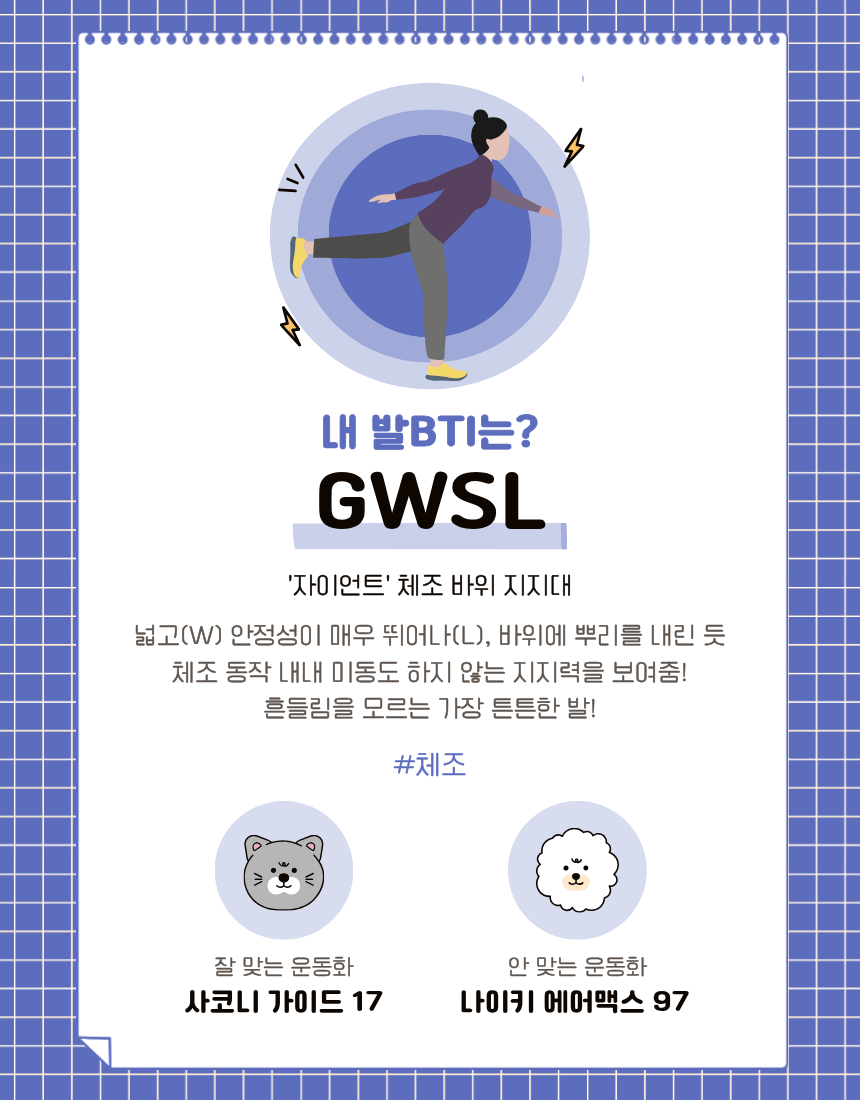 내 발BTI는?
GWSL
'자이언트' 체조 바위 지지대
넓고(W) 안정성이 매우 뛰어나(L), 바위에 뿌리를 내린 듯
체조 동작 내내 미동도 하지 않는 지지력을 보여줌!
흔들림을 모르는 가장 튼튼한 발!
#체조
잘 맞는 운동화
사코니 가이드 17
안 맞는 운동화
나이키 에어맥스 97